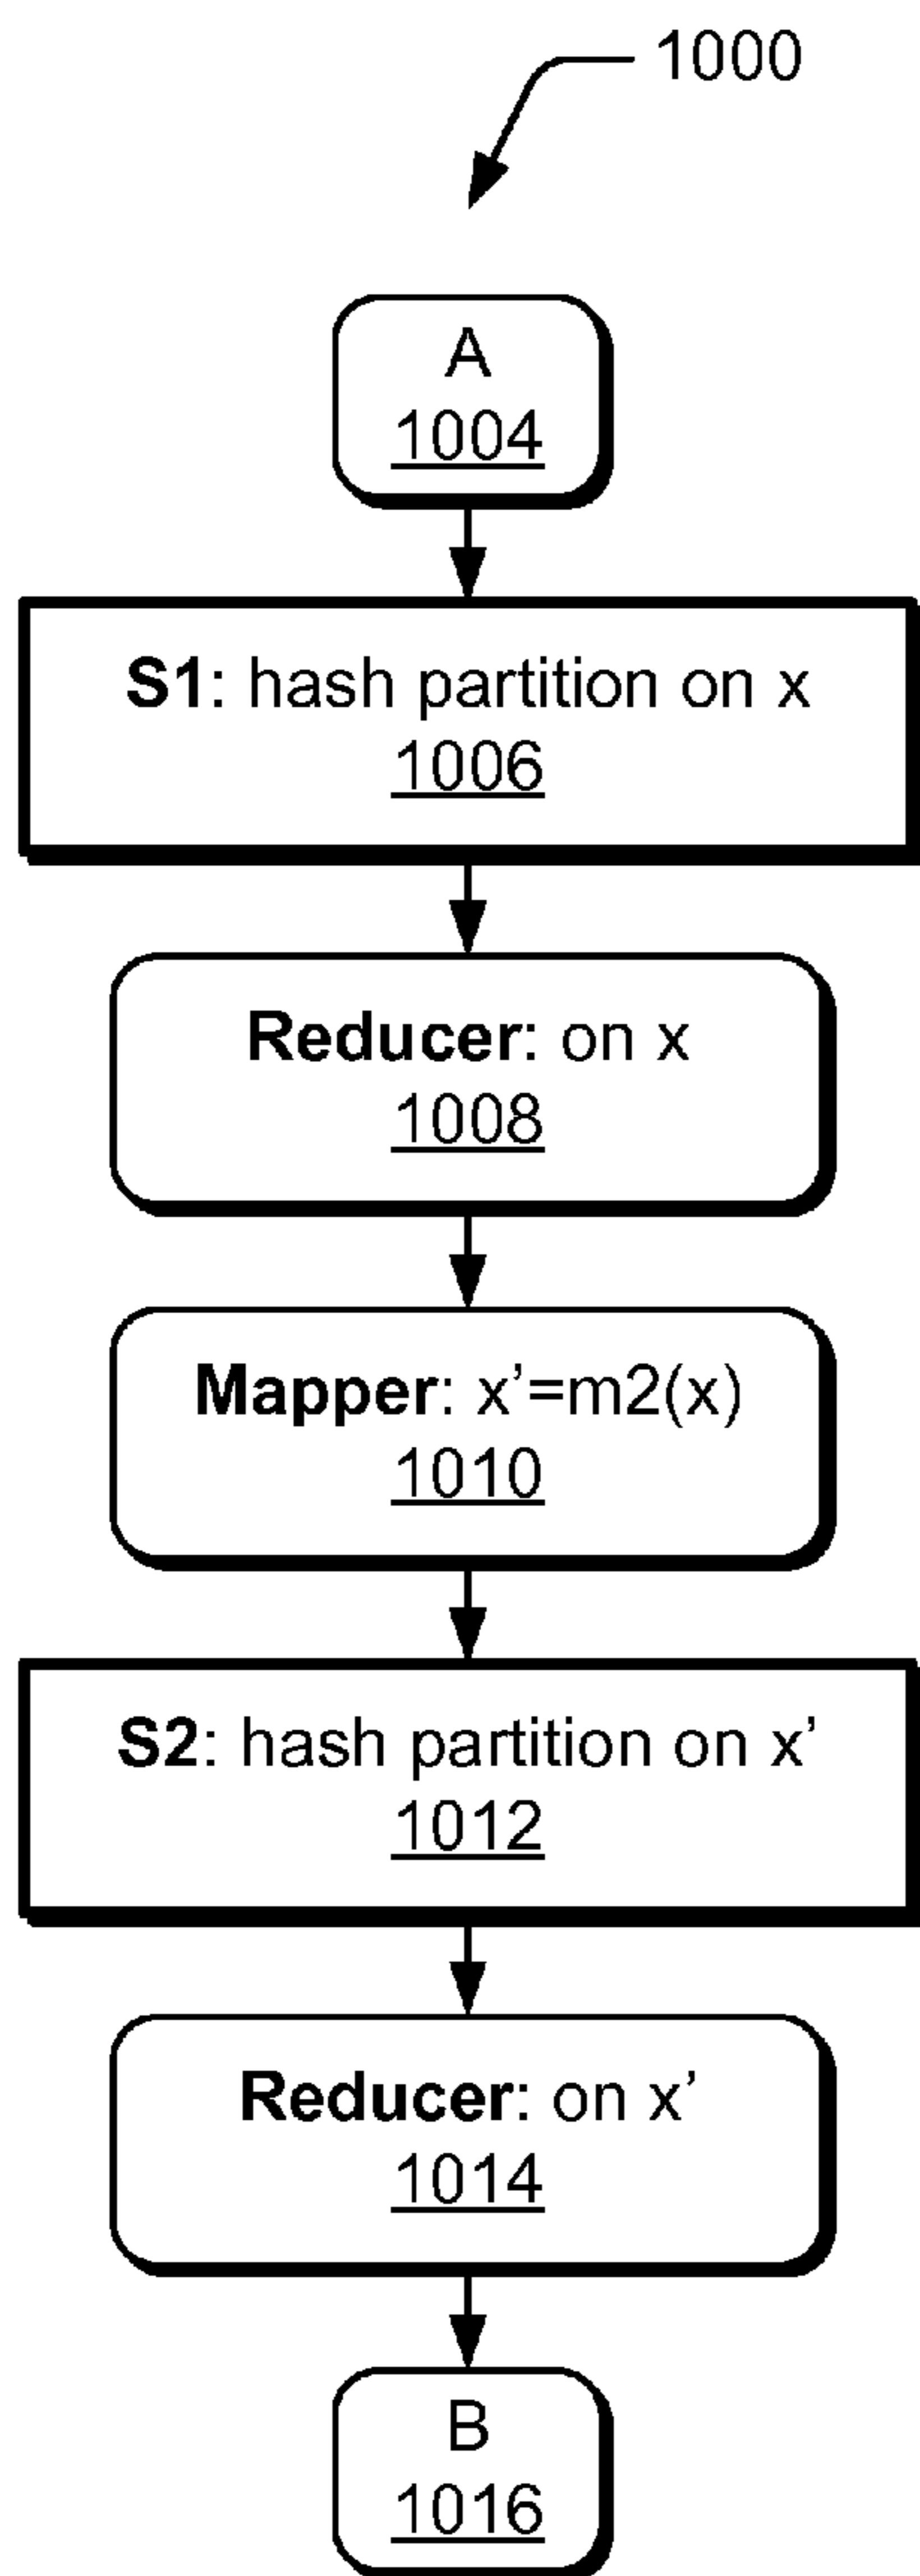 1000
A
1004
S1: hash partition on x
1006
Reducer: on x
1008
Mapper: x’=m2(x)
1010
S2: hash partition on x’
1012
Reducer: on x’
1014
B
1016